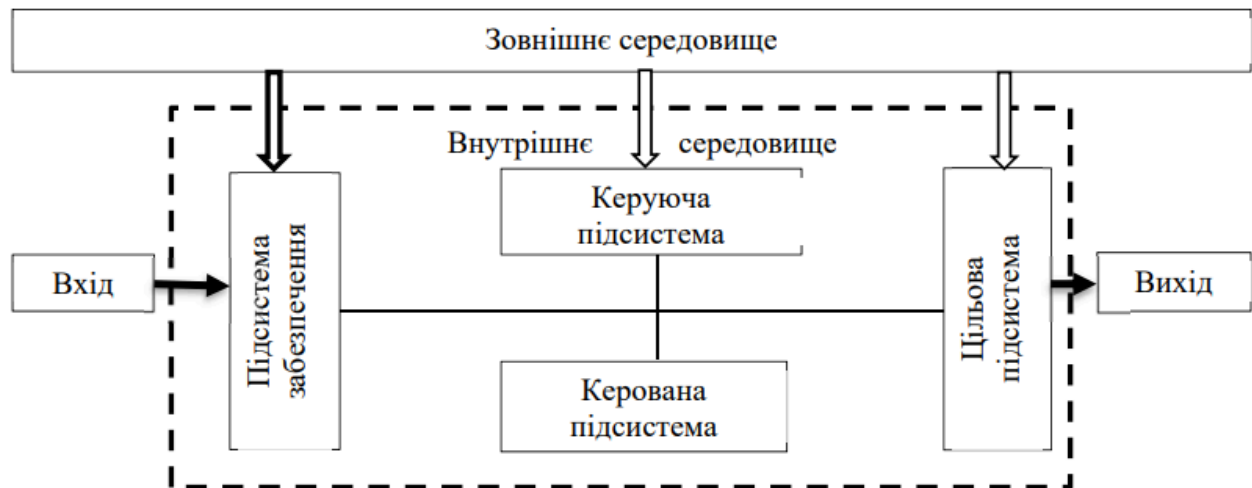 Зовнішнє середовище
Внутрішнє середовище
Керуюча
підсистема
Підсистема
забезпечення
Цільова
підсистема
Вхід
Вихід
Керована
підсистема